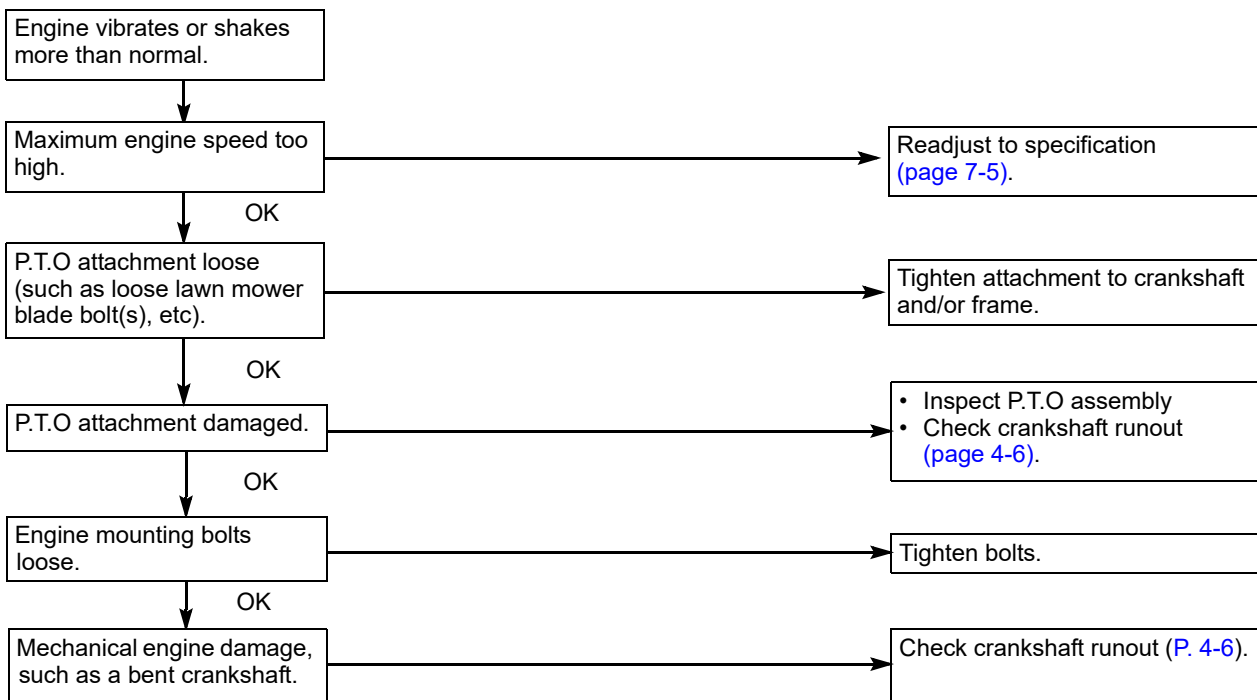 Engine vibrates or shakes
more than normal.
Maximum engine speed too
high.
Readjust to specification
(page 7-5).
OK
P.T.O attachment loose
(such as loose lawn mower
blade bolt(s), etc).
Tighten attachment to crankshaft
and/or frame.
OK
P.T.O attachment damaged.
• Inspect P.T.O assembly
• Check crankshaft runout
(page 4-6).
OK
Engine mounting bolts
loose.
Tighten bolts.
OK
Mechanical engine damage,
such as a bent crankshaft.
Check crankshaft runout (P. 4-6).